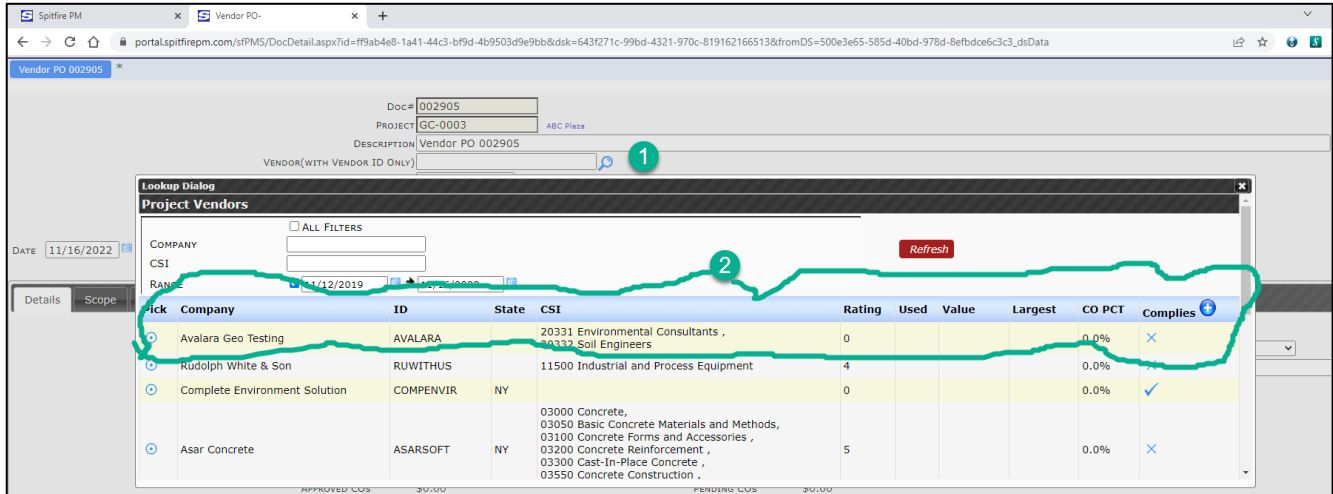 Spitfire PM
Vendor PO-
portal.spitfirepm.com/sfPMS/DocDetail.aspx?id=ff9ab4e8-1a41-44c3-bf9d-4b9503d9e9bb&dsk=643f271c-99bd-4321-970c-819162166513&fromDS=500e3e65-585d-40bd-978d-8efbdce6c3c3_dsData
Vendor PO 002905 *
Doc# 002905
PROJECT GC-0003 ABC Plaza
DESCRIPTION Vendor PO 002905
VENDOR(WITH VENDOR ID ONLY) 1
Lookup Dialog
Project Vendors
ALL FILTERS
COMPANY
Refresh
DATE 11/16/2022
CSI
2
RANGE 11/12/2019
Details Scope
Pick Company ID State CSI Rating Used Value Largest CO PCT Complies
Avalara Geo Testing AVALARA 20331 Environmental Consultants , 0 0.0%
20332 Soil Engineers
Rudolph White & Son RUWITHUS 11500 Industrial and Process Equipment 4 0.0%
Complete Environment Solution COMPENVIR NY 0 0.0%
03000 Concrete,
03050 Basic Concrete Materials and Methods,
03100 Concrete Forms and Accessories ,
Asar Concrete ASARSOFT NY 03200 Concrete Reinforcement , 5 0.0%
03300 Cast-In-Place Concrete ,
03550 Concrete Construction ,
APPROVED COS $0.00 PENDING COS $0.00